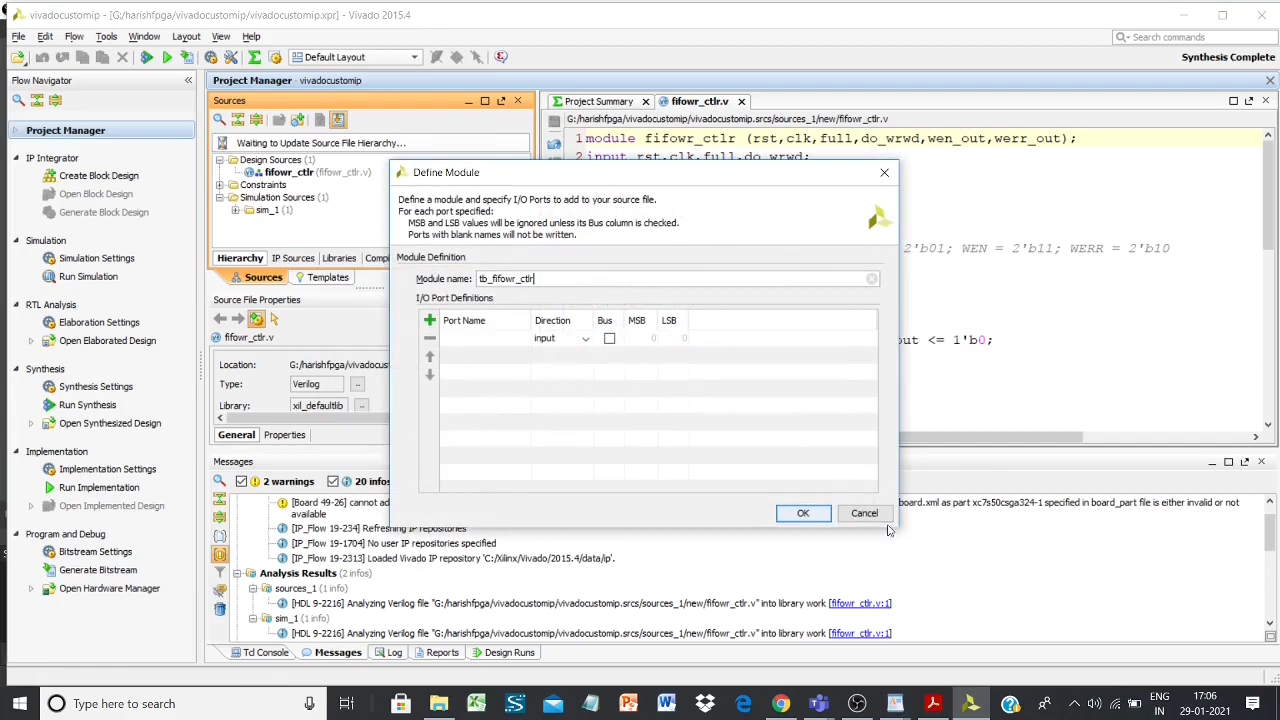 vivadocustomip - [G:/harishfpga/vivadocustomip/vivadocustomip.xpr] - Vivado 2015.4
File Edit Flow Tools Window Layout View Help
Search commands
Default Layout
Synthesis Complete
Flow Navigator
Project Manager
IP Integrator
Create Block Design
Open Block Design
Generate Block Design
Simulation
Simulation Settings
Run Simulation
RTL Analysis
Elaboration Settings
Open Elaborated Design
Synthesis
Synthesis Settings
Run Synthesis
Open Synthesized Design
Implementation
Implementation Settings
Run Implementation
Open Implemented Design
Program and Debug
Bitstream Settings
Generate Bitstream
Open Hardware Manager
Project Manager - vivadocustomip
Sources
Waiting to Update Source File Hierarchy...
Design Sources (1)
fifowr_ctlr (fifowr_ctlr.v)
Constraints
Simulation Sources (1)
sim_1 (1)
Hierarchy IP Sources Libraries Compi
Sources Templates
Source File Properties
fifowr_ctlr.v
Location: G:/harishfpga/vivadocust
Type: Verilog
Library: xil_defaultlib
General Properties
Project Summary fifowr_ctlr.v
G:/harishfpga/vivadocustomip/vivadocustomip.srcs/sources_1/new/fifowr_ctlr.v
1 module fifowr_ctlr (rst,clk,full,do_wrwd,wen_out,werr_out);
2 input rst,clk,full,do_wrwd;
2'b01; WEN = 2'b11; WERR = 2'b10
out <= 1'b0;
Define Module
Define a module and specify I/O Ports to add to your source file.
For each port specified:
MSB and LSB values will be ignored unless its Bus column is checked.
Ports with blank names will not be written.
Module Definition
Module name: tb_fifowr_ctlr
I/O Port Definitions
Port Name Direction Bus MSB LSB
input 0 0
OK Cancel
Messages
2 warnings 20 infos
[Board 49-26] cannot ad board.xml as part xc7s50csga324-1 specified in board_part file is either invalid or not
available
[IP_Flow 19-234] Refreshing IP repositories
[IP_Flow 19-1704] No user IP repositories specified
[IP_Flow 19-2313] Loaded Vivado IP repository 'C:/Xilinx/Vivado/2015.4/data/ip'.
Analysis Results (2 infos)
sources_1 (1 info)
[HDL 9-2216] Analyzing Verilog file "G:/harishfpga/vivadocustomip/vivadocustomip.srcs/sources_1/new/fifowr_ctlr.v" into library work [fifowr_ctlr.v:1]
sim_1 (1 info)
[HDL 9-2216] Analyzing Verilog file "G:/harishfpga/vivadocustomip/vivadocustomip.srcs/sources_1/new/fifowr_ctlr.v" into library work [fifowr_ctlr.v:1]
Tcl Console Messages Log Reports Design Runs
Type here to search
ENG
IN
17:06
29-01-2021